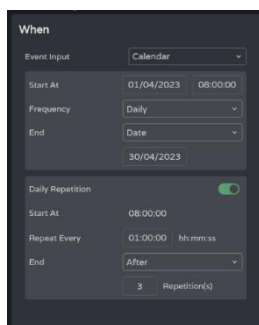 When
Event Input Calendar
Start At 01/04/2023 08:00:00
Frequency Daily
End Date
30/04/2023
Daily Repetition
Start At 08:00:00
Repeat Every 01:00:00 hh:mm:ss
End After
3 Repetition(s)